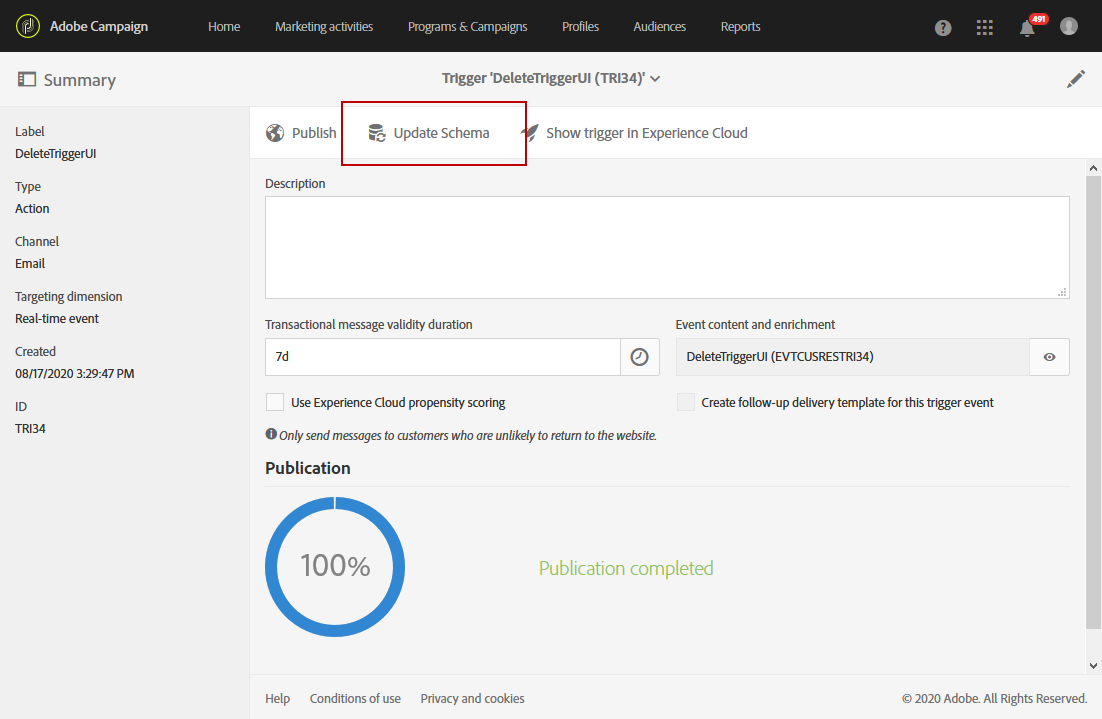 Adobe Campaign Home Marketing activities Programs & Campaigns Profiles Audiences Reports ? 491
Summary Trigger 'DeleteTriggerUI (TRI34)'
Label
DeleteTriggerUI
Type
Action
Channel
Email
Targeting dimension
Real-time event
Created
08/17/2020 3:29:47 PM
ID
TRI34
Publish Update Schema Show trigger in Experience Cloud
Description
Transactional message validity duration Event content and enrichment
7d DeleteTriggerUI (EVTCUSRESTRI34)
Use Experience Cloud propensity scoring Create follow-up delivery template for this trigger event
Only send messages to customers who are unlikely to return to the website.
Publication
100% Publication completed
Help Conditions of use Privacy and cookies © 2020 Adobe. All Rights Reserved.